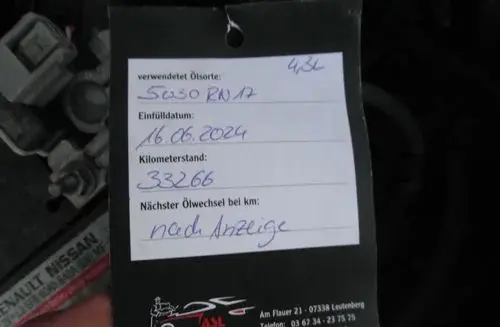 4,3L
verwendetet Ölsorte:
5W30 RN17
Einfülldatum:
16.06.2024
Kilometerstand:
33266
Nächster Ölwechsel bei km:
nach Anzeige
RENAULT NISSAN
Am Flauer 21 - 07338 Leutenberg
Telefon: 03 67 34 - 23 75 75